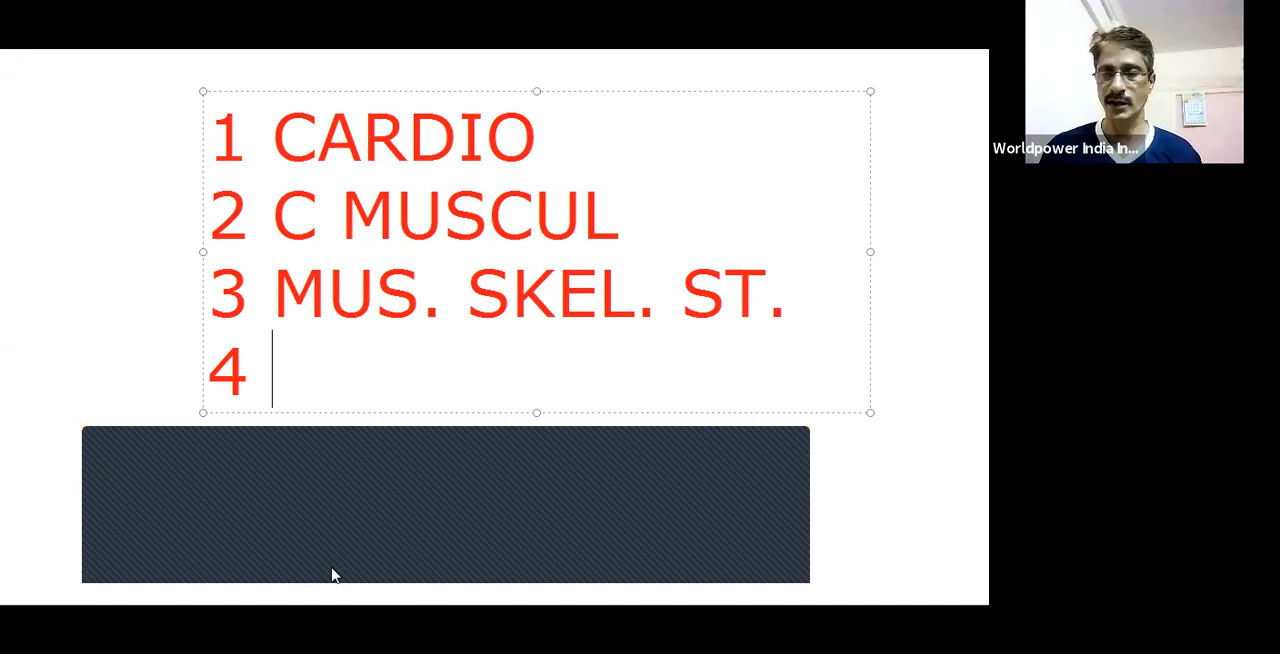 1 CARDIO
2 C MUSCUL
3 MUS. SKEL. ST.
4
Worldpower India In...